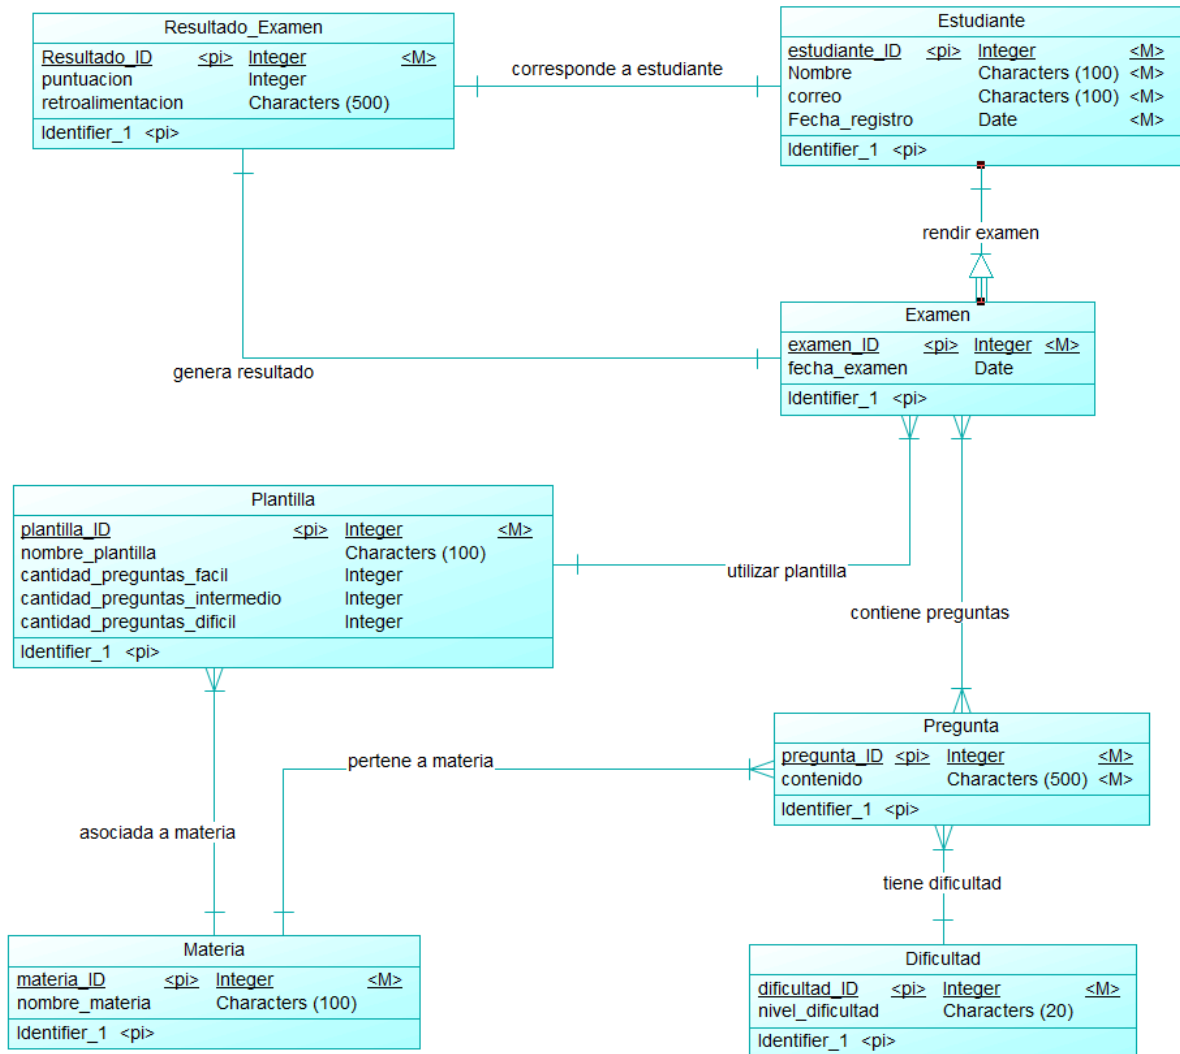 Resultado_Examen
Resultado_ID <pi> Integer <M>
puntuacion Integer
retroalimentacion Characters (500)
Identifier_1 <pi>
corresponde a estudiante
Estudiante
estudiante_ID <pi> Integer <M>
Nombre Characters (100) <M>
correo Characters (100) <M>
Fecha_registro Date <M>
Identifier_1 <pi>
rendir examen
Examen
examen_ID <pi> Integer <M>
fecha_examen Date
Identifier_1 <pi>
genera resultado
Plantilla
plantilla_ID <pi> Integer <M>
nombre_plantilla Characters (100)
cantidad_preguntas_facil Integer
cantidad_preguntas_intermedio Integer
cantidad_preguntas_dificil Integer
Identifier_1 <pi>
utilizar plantilla
contiene preguntas
Pregunta
pregunta_ID <pi> Integer <M>
contenido Characters (500) <M>
Identifier_1 <pi>
pertene a materia
asociada a materia
tiene dificultad
Materia
materia_ID <pi> Integer <M>
nombre_materia Characters (100)
Identifier_1 <pi>
Dificultad
dificultad_ID <pi> Integer <M>
nivel_dificultad Characters (20)
Identifier_1 <pi>